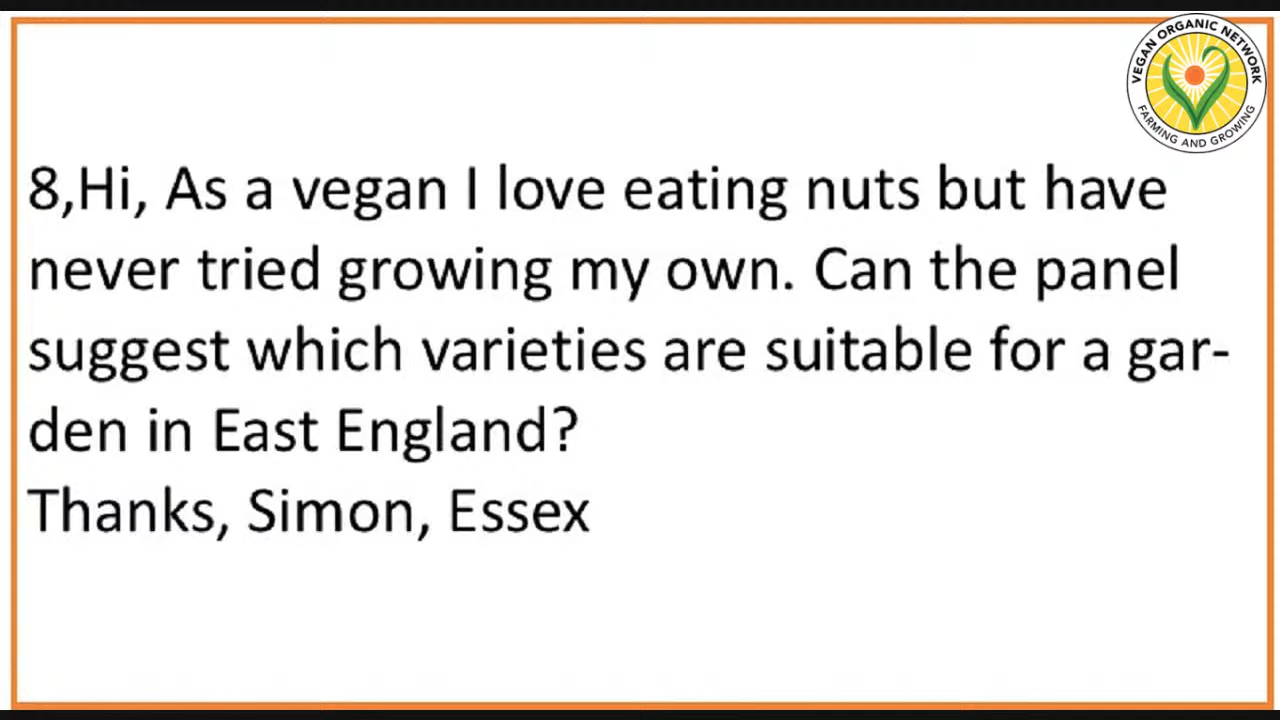 VEGAN ORGANIC NETWORK
FARMING AND GROWING
8,Hi, As a vegan I love eating nuts but have
never tried growing my own. Can the panel
suggest which varieties are suitable for a gar-
den in East England?
Thanks, Simon, Essex